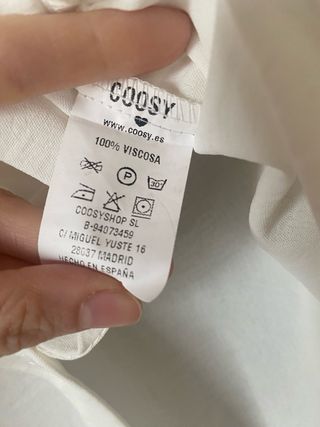 COOSY
www.coosy.es
100% VISCOSA
P 30°
COOSYSHOP SL
B-94073459
C/ MIGUEL YUSTE 16
28037 MADRID
HECHO EN ESPAÑA